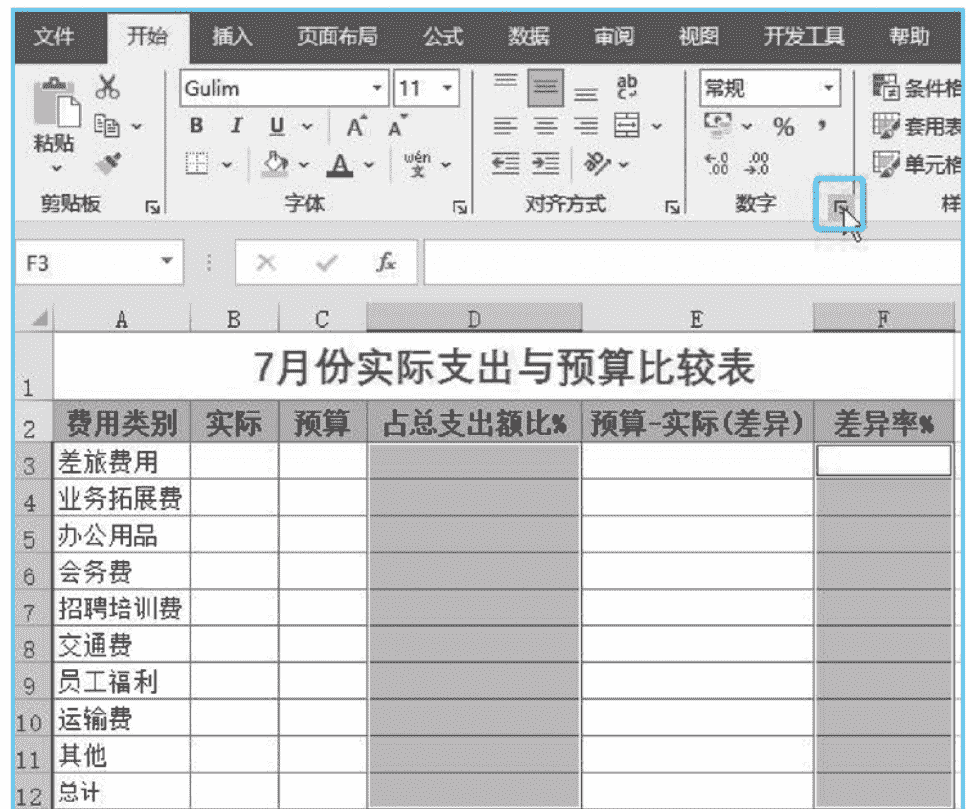 文件 开始 插入 页面布局 公式 数据 审阅 视图 开发工具 帮助
Gulim 11 ab 常规 条件格
粘贴 B I U A A % , 套用表
A wén 文 .00 .00 .0 单元格
剪贴板 字体 对齐方式 数字 样
F3 fx
A B C D E F
1 7月份实际支出与预算比较表
2 费用类别 实际 预算 占总支出额比% 预算-实际(差异) 差异率%
3 差旅费用
4 业务拓展费
5 办公用品
6 会务费
7 招聘培训费
8 交通费
9 员工福利
10 运输费
11 其他
12 总计